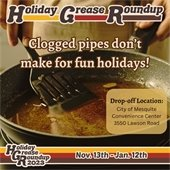 Holiday Grease Roundup
Clogged pipes don't
make for fun holidays!
Drop-off Location:
City of Mesquite
Convenience Center
3550 Lawson Road
Holiday
Grease
Roundup
2023
Nov. 13th-Jan. 12th